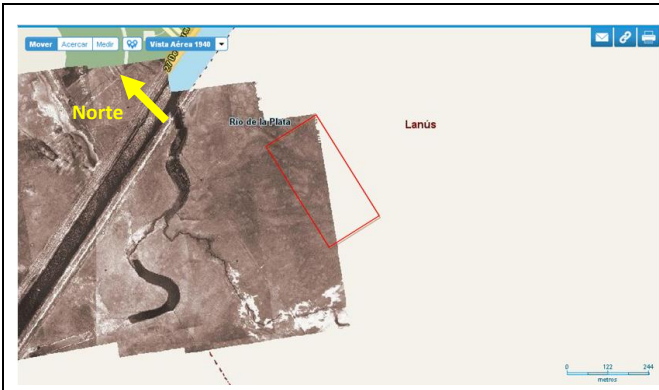 Mover Acercar Medir Vista Aérea 1940
Norte
Río de la Plata
Lanús
0 122 244
metros